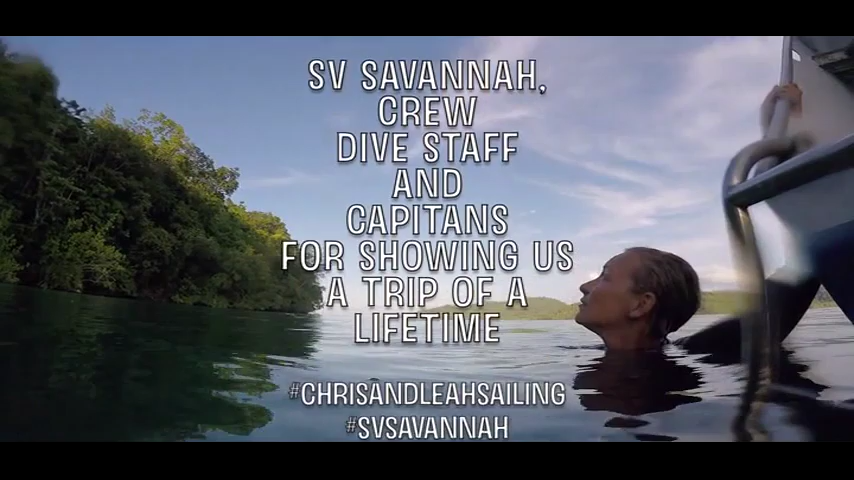 SV SAVANNAH,
CREW
DIVE STAFF
AND
CAPITANS
FOR SHOWING US
A TRIP OF A
LIFETIME
#CHRISANDLEAHSAILING
#SVSAVANNAH